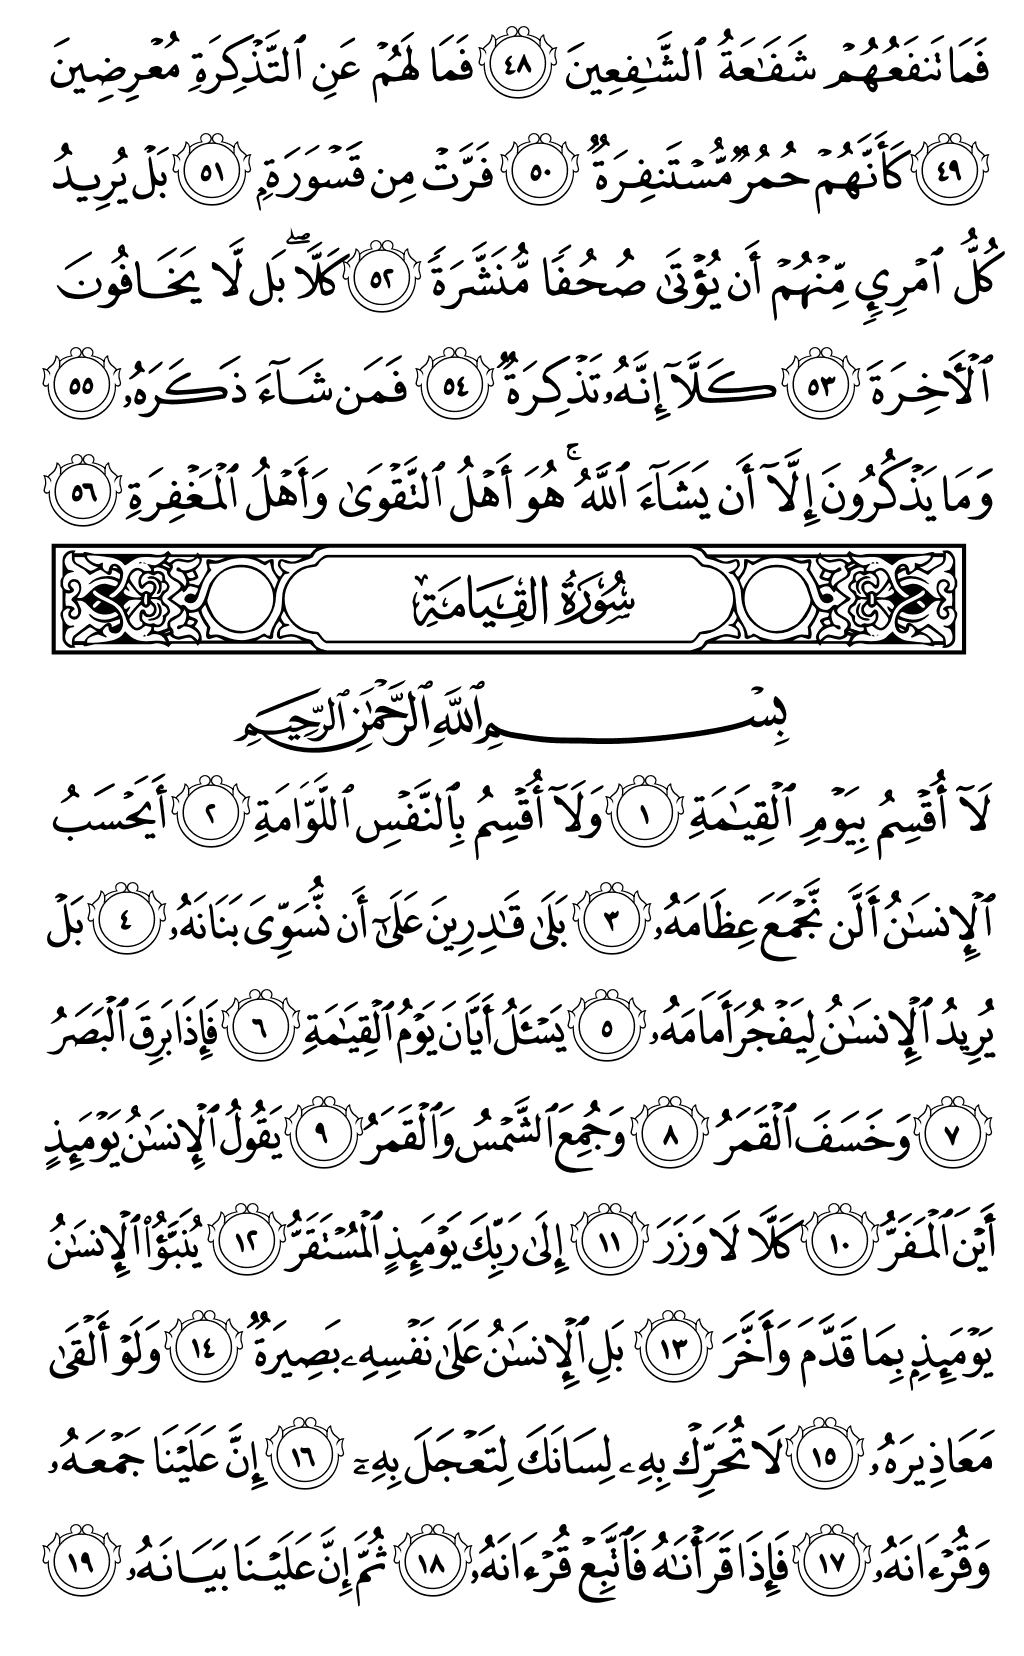 فَمَا تَنفَعُهُمْ شَفَٰعَةُ ٱلشَّٰفِعِينَ ٤٨ فَمَا لَهُمْ عَنِ ٱلتَّذْكِرَةِ مُعْرِضِينَ
٤٩ كَأَنَّهُمْ حُمُرٌ مُّسْتَنفِرَةٌ ٥٠ فَرَّتْ مِن قَسْوَرَةٍۭ ٥١ بَلْ يُرِيدُ
كُلُّ ٱمْرِئٍ مِّنْهُمْ أَن يُؤْتَىٰ صُحُفًا مُّنَشَّرَةً ٥٢ كَلَّا ۖ بَل لَّا يَخَافُونَ
ٱلْءَاخِرَةَ ٥٣ كَلَّآ إِنَّهُۥ تَذْكِرَةٌ ٥٤ فَمَن شَآءَ ذَكَرَهُۥ ٥٥
وَمَا يَذْكُرُونَ إِلَّآ أَن يَشَآءَ ٱللَّهُ ۚ هُوَ أَهْلُ ٱلتَّقْوَىٰ وَأَهْلُ ٱلْمَغْفِرَةِ ٥٦
سُورَةُ القِيَامَةِ
بِسْمِ ٱللَّهِ ٱلرَّحْمَٰنِ ٱلرَّحِيمِ
لَآ أُقْسِمُ بِيَوْمِ ٱلْقِيَٰمَةِ ١ وَلَآ أُقْسِمُ بِٱلنَّفْسِ ٱللَّوَّامَةِ ٢ أَيَحْسَبُ
ٱلْإِنسَٰنُ أَلَّن نَّجْمَعَ عِظَامَهُۥ ٣ بَلَىٰ قَٰدِرِينَ عَلَىٰٓ أَن نُّسَوِّىَ بَنَانَهُۥ ٤ بَلْ
يُرِيدُ ٱلْإِنسَٰنُ لِيَفْجُرَ أَمَامَهُۥ ٥ يَسْـَٔلُ أَيَّانَ يَوْمُ ٱلْقِيَٰمَةِ ٦ فَإِذَا بَرِقَ ٱلْبَصَرُ
٧ وَخَسَفَ ٱلْقَمَرُ ٨ وَجُمِعَ ٱلشَّمْسُ وَٱلْقَمَرُ ٩ يَقُولُ ٱلْإِنسَٰنُ يَوْمَئِذٍ
أَيْنَ ٱلْمَفَرُّ ١٠ كَلَّا لَا وَزَرَ ١١ إِلَىٰ رَبِّكَ يَوْمَئِذٍ ٱلْمُسْتَقَرُّ ١٢ يُنَبَّؤُا۟ ٱلْإِنسَٰنُ
يَوْمَئِذٍۭ بِمَا قَدَّمَ وَأَخَّرَ ١٣ بَلِ ٱلْإِنسَٰنُ عَلَىٰ نَفْسِهِۦ بَصِيرَةٌ ١٤ وَلَوْ أَلْقَىٰ
مَعَاذِيرَهُۥ ١٥ لَا تُحَرِّكْ بِهِۦ لِسَانَكَ لِتَعْجَلَ بِهِۦٓ ١٦ إِنَّ عَلَيْنَا جَمْعَهُۥ
وَقُرْءَانَهُۥ ١٧ فَإِذَا قَرَأْنَٰهُ فَٱتَّبِعْ قُرْءَانَهُۥ ١٨ ثُمَّ إِنَّ عَلَيْنَا بَيَانَهُۥ ١٩